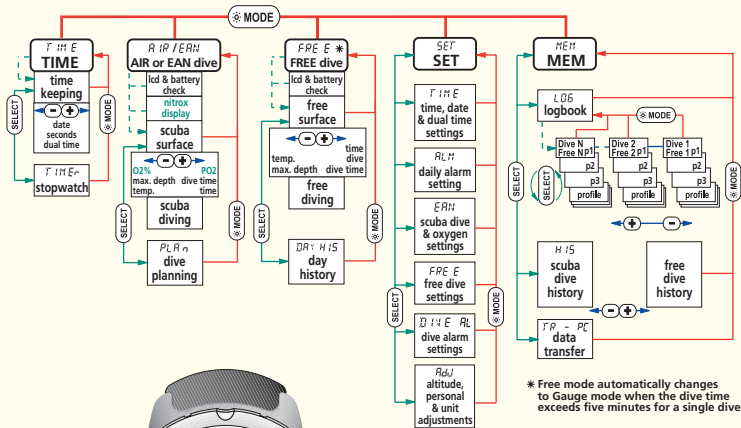 ☼ MODE
TIME
TIME
time
keeping
date
seconds
dual time
SELECT
☼ MODE
TIMEr
stopwatch
AIR/EAN
AIR or EAN dive
lcd & battery
check
nitrox
display
scuba
surface
O2% PO2
max. depth dive time
temp. time
scuba
diving
SELECT
☼ MODE
PLAn
dive
planning
FREE *
FREE dive
lcd & battery
check
free
surface
time
temp. dive
max. depth dive time
free
diving
SELECT
☼ MODE
DAY HIS
day
history
SET
SET
TIME
time, date
& dual time
settings
ALM
daily alarm
setting
EAN
scuba dive
& oxygen
settings
FREE
free dive
settings
SELECT
☼ MODE
DIVE AL
dive alarm
settings
AdJ
altitude,
personal
& unit
adjustments
MEM
MEM
LOG
logbook
☼ MODE
Dive N
Free N p1
p2
p3
profile
Dive 2
Free 2 p1
p2
p3
profile
Dive 1
Free 1 p1
p2
p3
profile
SELECT
SELECT
☼ MODE
HIS
scuba
dive
history
free
dive
history
TR - PC
data
transfer
* Free mode automatically changes
to Gauge mode when the dive time
exceeds five minutes for a single dive